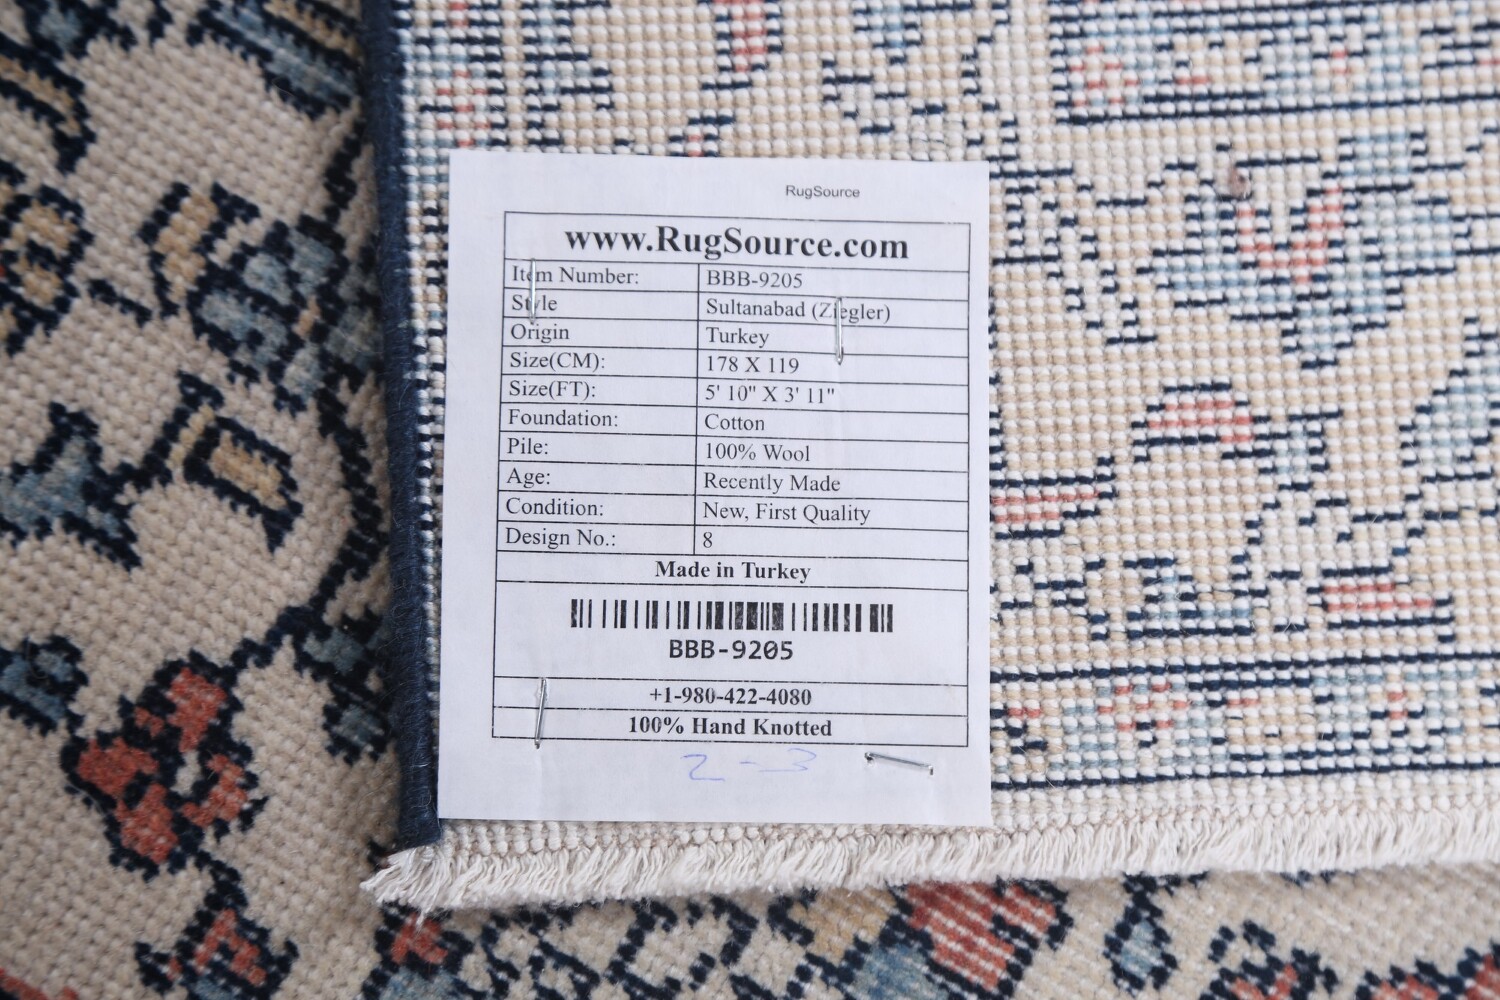 RugSource
www.RugSource.com
Item Number: BBB-9205
Style Sultanabad (Ziegler)
Origin Turkey
Size(CM): 178 X 119
Size(FT): 5' 10" X 3' 11"
Foundation: Cotton
Pile: 100% Wool
Age: Recently Made
Condition: New, First Quality
Design No.: 8
Made in Turkey
BBB-9205
+1-980-422-4080
100% Hand Knotted
2-3